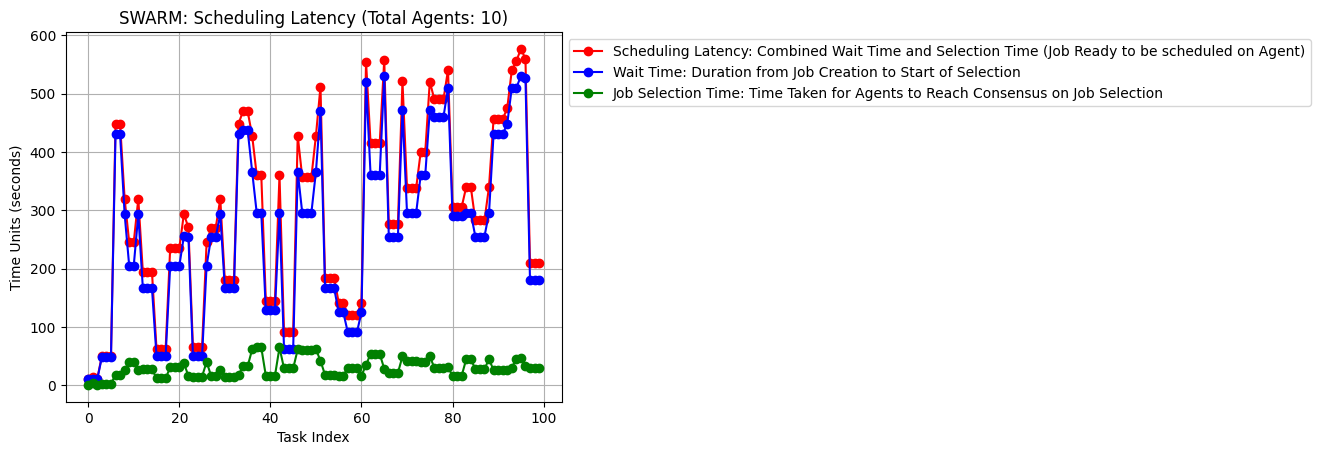 SWARM: Scheduling Latency (Total Agents: 10)
Scheduling Latency: Combined Wait Time and Selection Time (Job Ready to be scheduled on Agent)
Wait Time: Duration from Job Creation to Start of Selection
Job Selection Time: Time Taken for Agents to Reach Consensus on Job Selection
Time Units (seconds)
600
500
400
300
200
100
0
0 20 40 60 80 100
Task Index